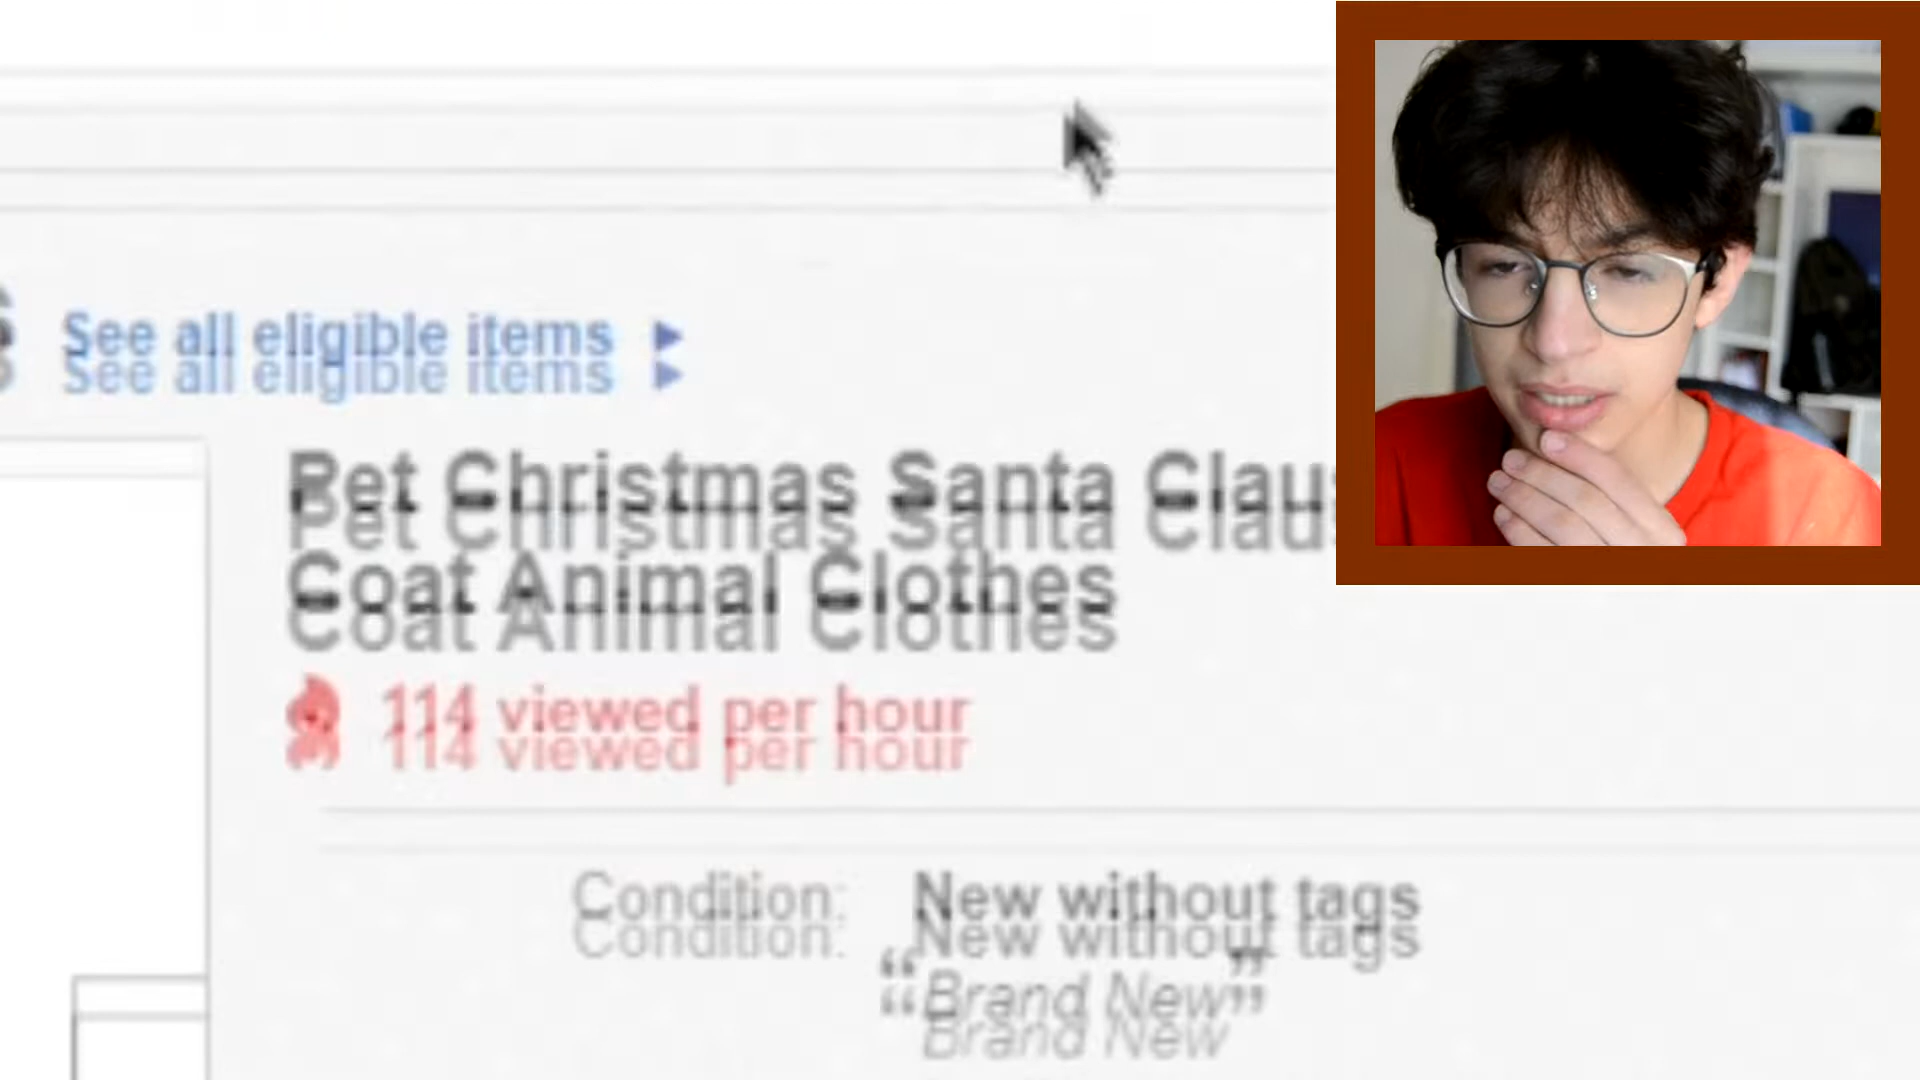 See all eligible items ►
Pet Christmas Santa
Coat Animal Clothes
114 viewed per hour
Condition: New without tags
“Brand New”